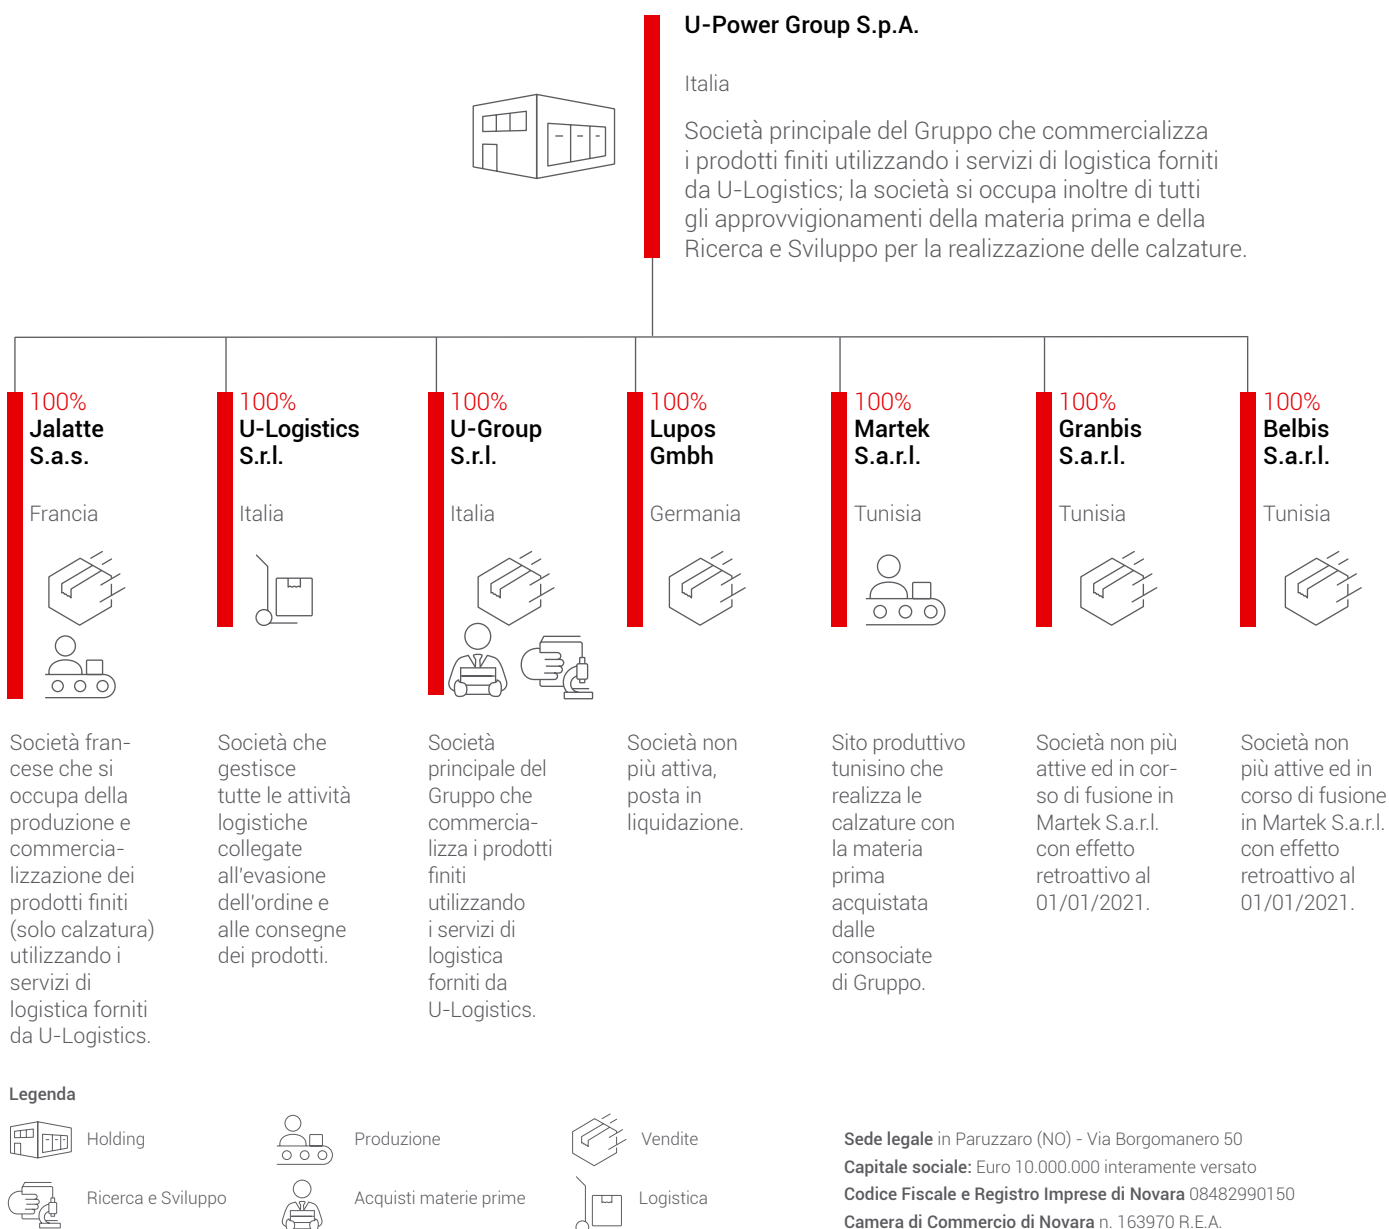 U-Power Group S.p.A.
Italia
Società principale del Gruppo che commercializza
i prodotti finiti utilizzando i servizi di logistica forniti
da U-Logistics; la società si occupa inoltre di tutti
gli approvvigionamenti della materia prima e della
Ricerca e Sviluppo per la realizzazione delle calzature.
100%
Jalatte
S.a.s.
Francia
Società fran-
cese che si
occupa della
produzione e
commercia-
lizzazione dei
prodotti finiti
(solo calzatura)
utilizzando i
servizi di
logistica forniti
da U-Logistics.
100%
U-Logistics
S.r.l.
Italia
Società che
gestisce
tutte le attività
logistiche
collegate
all'evasione
dell'ordine e
alle consegne
dei prodotti.
100%
U-Group
S.r.l.
Italia
Società
principale del
Gruppo che
commercia-
lizza i prodotti
finiti
utilizzando
i servizi di
logistica
forniti da
U-Logistics.
100%
Lupos
Gmbh
Germania
Società non
più attiva,
posta in
liquidazione.
100%
Martek
S.a.r.l.
Tunisia
Sito produttivo
tunisino che
realizza le
calzature con
la materia
prima
acquistata
dalle
consociate
di Gruppo.
100%
Granbis
S.a.r.l.
Tunisia
Società non più
attive ed in cor-
so di fusione in
Martek S.a.r.l.
con effetto
retroattivo al
01/01/2021.
100%
Belbis
S.a.r.l.
Tunisia
Società non
più attive ed in
corso di fusione
in Martek S.a.r.l.
con effetto
retroattivo al
01/01/2021.
Legenda
Holding
Produzione
Vendite
Ricerca e Sviluppo
Acquisti materie prime
Logistica
Sede legale in Paruzzaro (NO) - Via Borgomanero 50
Capitale sociale: Euro 10.000.000 interamente versato
Codice Fiscale e Registro Imprese di Novara 08482990150
Camera di Commercio di Novara n. 163970 R.E.A.